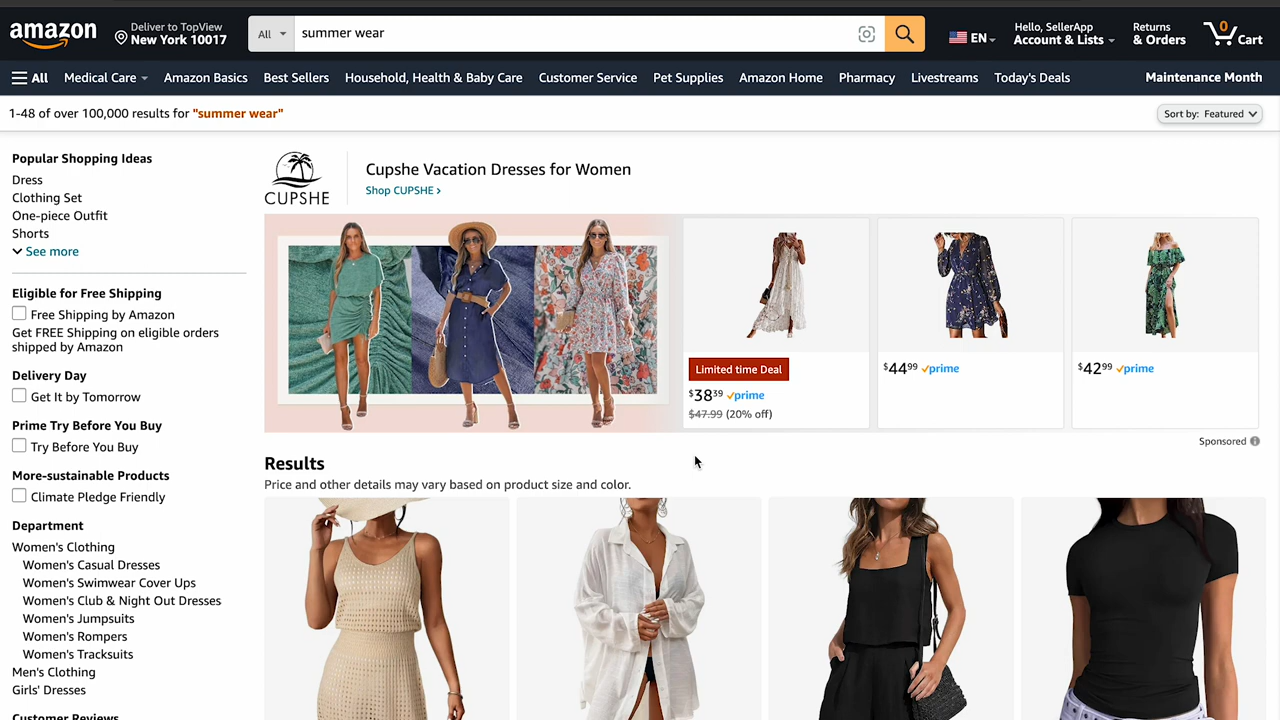 amazon
Deliver to TopView
New York 10017
All
summer wear
EN
Hello, SellerApp
Account & Lists
Returns
& Orders
0
Cart
All
Medical Care
Amazon Basics
Best Sellers
Household, Health & Baby Care
Customer Service
Pet Supplies
Amazon Home
Pharmacy
Livestreams
Today's Deals
Maintenance Month
1-48 of over 100,000 results for "summer wear"
Sort by: Featured
Popular Shopping Ideas
Dress
Clothing Set
One-piece Outfit
Shorts
See more
Eligible for Free Shipping
Free Shipping by Amazon
Get FREE Shipping on eligible orders
shipped by Amazon
Delivery Day
Get It by Tomorrow
Prime Try Before You Buy
Try Before You Buy
More-sustainable Products
Climate Pledge Friendly
Department
Women's Clothing
Women's Casual Dresses
Women's Swimwear Cover Ups
Women's Club & Night Out Dresses
Women's Jumpsuits
Women's Rompers
Women's Tracksuits
Men's Clothing
Girls' Dresses
Customer Reviews
CUPSHE
Cupshe Vacation Dresses for Women
Shop CUPSHE ›
Limited time Deal
$3839 prime
$47.99 (20% off)
$4499 prime
$4299 prime
Sponsored
Results
Price and other details may vary based on product size and color.